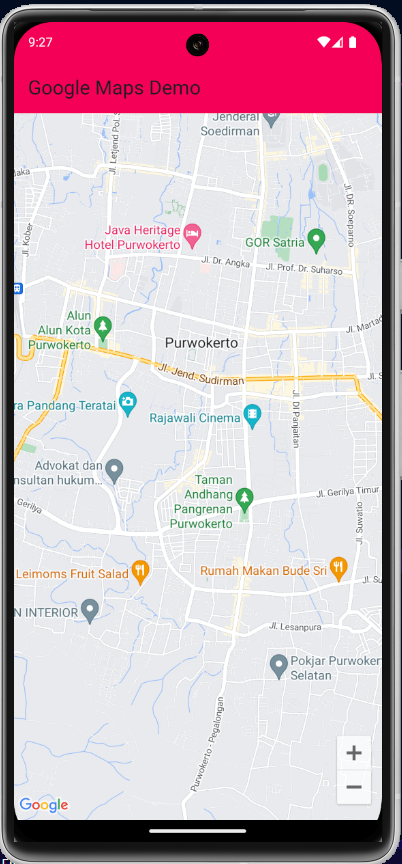 9:27
Google Maps Demo
Jenderal
Soedirman
Jl. Letjend Pol. S
Jl. DR. Soeparno
Jl. Kober
Java Heritage
Hotel Purwokerto
GOR Satria
Jl. Dr. Angka
Jl. Prof. Dr. Suharso
Alun
Alun Kota
Purwokerto
Purwokerto
Jl. Martad
Jl. Jend. Sudirman
Jl. S
ra Pandang Teratai
Rajawali Cinema
Jl. DI Panjaitan
Advokat dan
nsultan hukum...
Taman
Andhang
Pangrenan
Purwokerto
Jl. Gerilya Timur
Gerilya
Jl. Suwatio
Leimoms Fruit Salad
Rumah Makan Bude Sri
Jl. Su
N INTERIOR
Jl. Lesanpura
Pokjar Purwoker
Selatan
Purwokerto - Pegalongan
+
−
Google